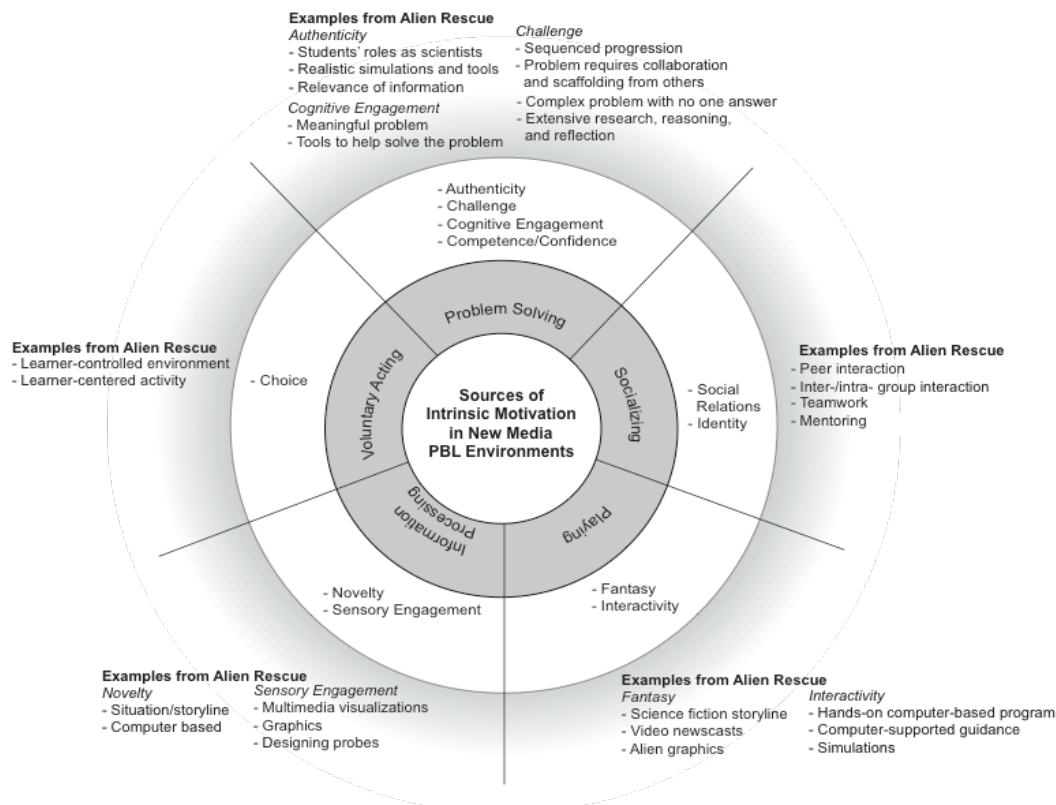 Examples from Alien Rescue
Authenticity
- Students' roles as scientists
- Realistic simulations and tools
- Relevance of information
Cognitive Engagement
- Meaningful problem
- Tools to help solve the problem
Challenge
- Sequenced progression
- Problem requires collaboration
and scaffolding from others
- Complex problem with no one answer
- Extensive research, reasoning,
and reflection
- Authenticity
- Challenge
- Cognitive Engagement
- Competence/Confidence
Problem Solving
Examples from Alien Rescue
- Learner-controlled environment
- Learner-centered activity
- Choice
Voluntary Acting
Sources of
Intrinsic Motivation
in New Media
PBL Environments
Socializing
- Social
Relations
- Identity
Examples from Alien Rescue
- Peer interaction
- Inter-/intra- group interaction
- Teamwork
- Mentoring
Information
Processing
Playing
- Novelty
- Sensory Engagement
- Fantasy
- Interactivity
Examples from Alien Rescue
Novelty
- Situation/storyline
- Computer based
Sensory Engagement
- Multimedia visualizations
- Graphics
- Designing probes
Examples from Alien Rescue
Fantasy
- Science fiction storyline
- Video newscasts
- Alien graphics
Interactivity
- Hands-on computer-based program
- Computer-supported guidance
- Simulations